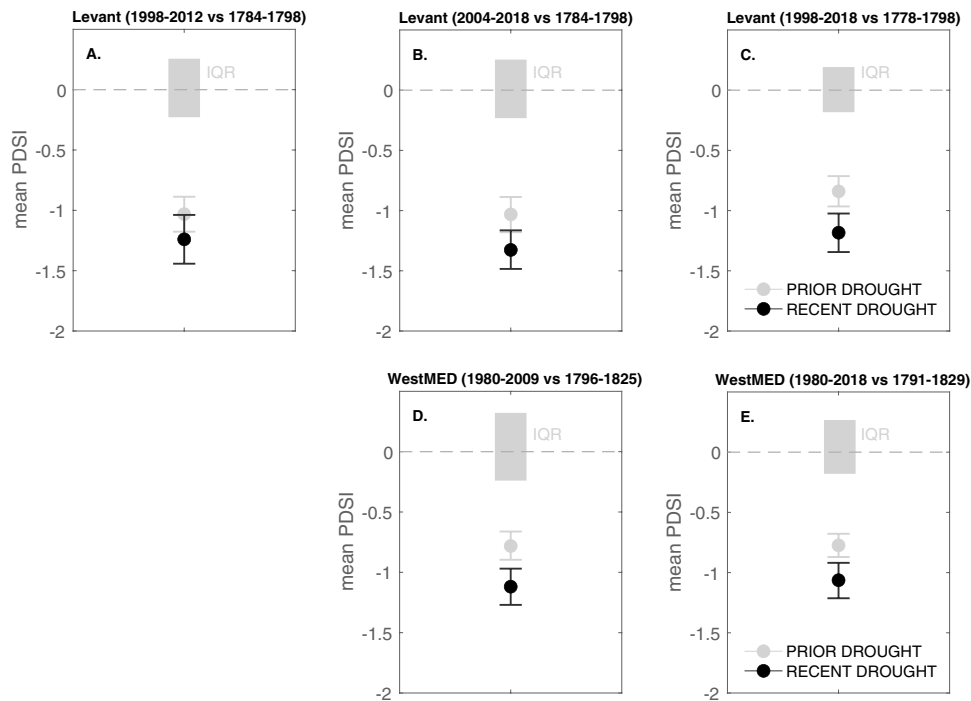 Levant (1998-2012 vs 1784-1798)
A.
IQR
0
-0.5
-1
-1.5
-2
mean PDSI
Levant (2004-2018 vs 1784-1798)
B.
IQR
0
-0.5
-1
-1.5
-2
mean PDSI
Levant (1998-2018 vs 1778-1798)
C.
IQR
0
-0.5
-1
-1.5
-2
mean PDSI
PRIOR DROUGHT
RECENT DROUGHT
WestMED (1980-2009 vs 1796-1825)
D.
IQR
0
-0.5
-1
-1.5
-2
mean PDSI
WestMED (1980-2018 vs 1791-1829)
E.
IQR
0
-0.5
-1
-1.5
-2
mean PDSI
PRIOR DROUGHT
RECENT DROUGHT